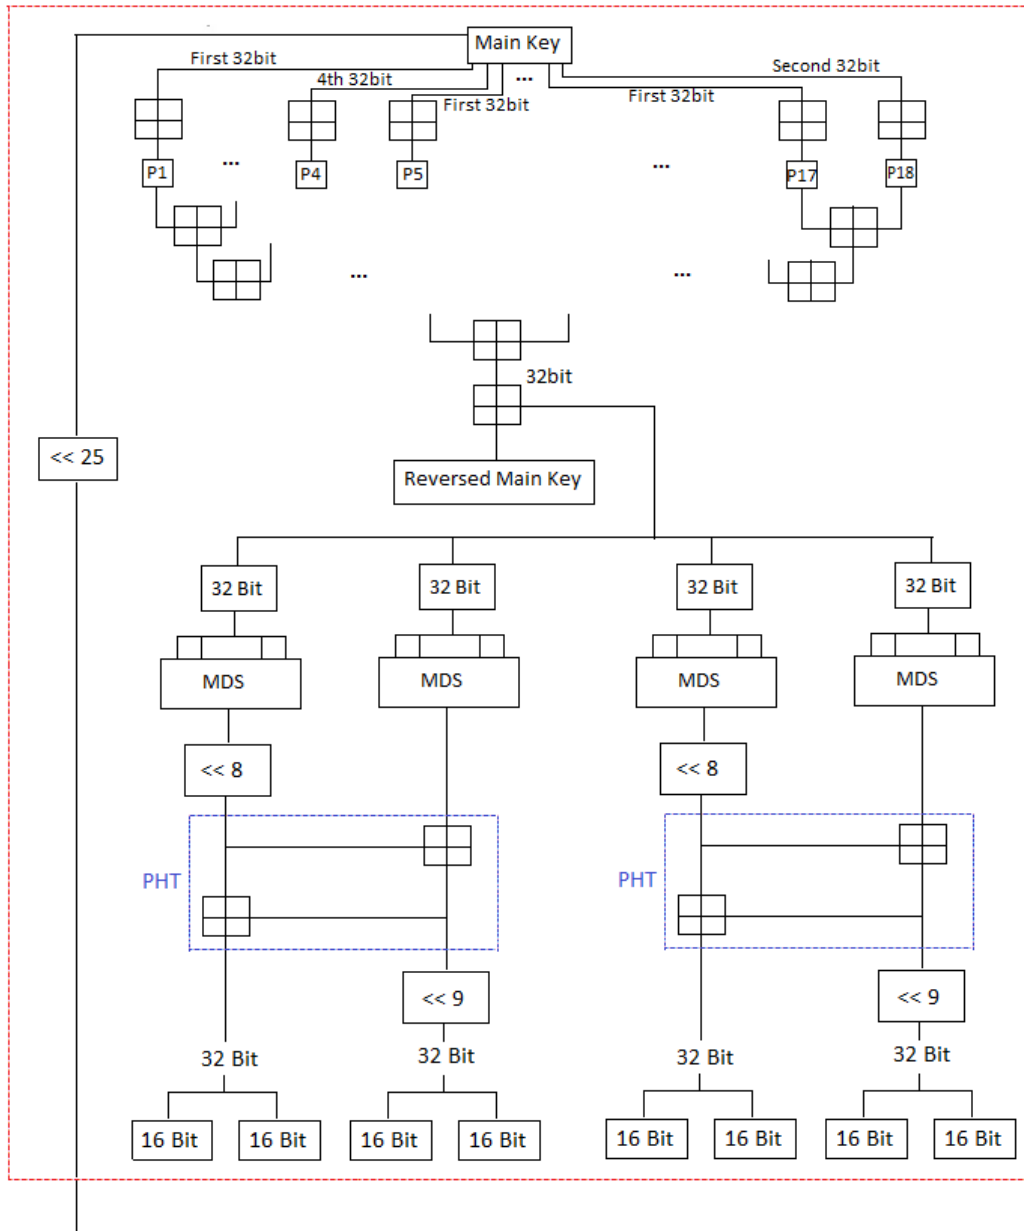 Main Key
First 32bit
4th 32bit
...
First 32bit
First 32bit
Second 32bit
P1
...
P4
P5
...
P17
P18
...
...
32bit
<< 25
Reversed Main Key
32 Bit
32 Bit
32 Bit
32 Bit
MDS
MDS
MDS
MDS
<< 8
<< 8
PHT
PHT
<< 9
<< 9
32 Bit
32 Bit
32 Bit
32 Bit
16 Bit
16 Bit
16 Bit
16 Bit
16 Bit
16 Bit
16 Bit
16 Bit